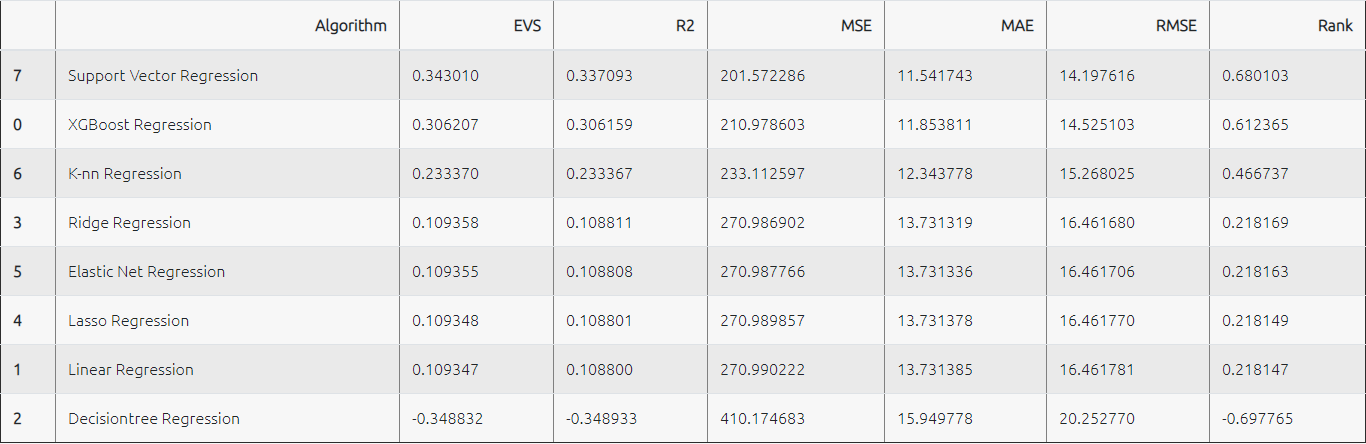 Algorithm EVS R2 MSE MAE RMSE Rank
7 Support Vector Regression 0.343010 0.337093 201.572286 11.541743 14.197616 0.680103
0 XGBoost Regression 0.306207 0.306159 210.978603 11.853811 14.525103 0.612365
6 K-nn Regression 0.233370 0.233367 233.112597 12.343778 15.268025 0.466737
3 Ridge Regression 0.109358 0.108811 270.986902 13.731319 16.461680 0.218169
5 Elastic Net Regression 0.109355 0.108808 270.987766 13.731336 16.461706 0.218163
4 Lasso Regression 0.109348 0.108801 270.989857 13.731378 16.461770 0.218149
1 Linear Regression 0.109347 0.108800 270.990222 13.731385 16.461781 0.218147
2 Decisiontree Regression -0.348832 -0.348933 410.174683 15.949778 20.252770 -0.697765